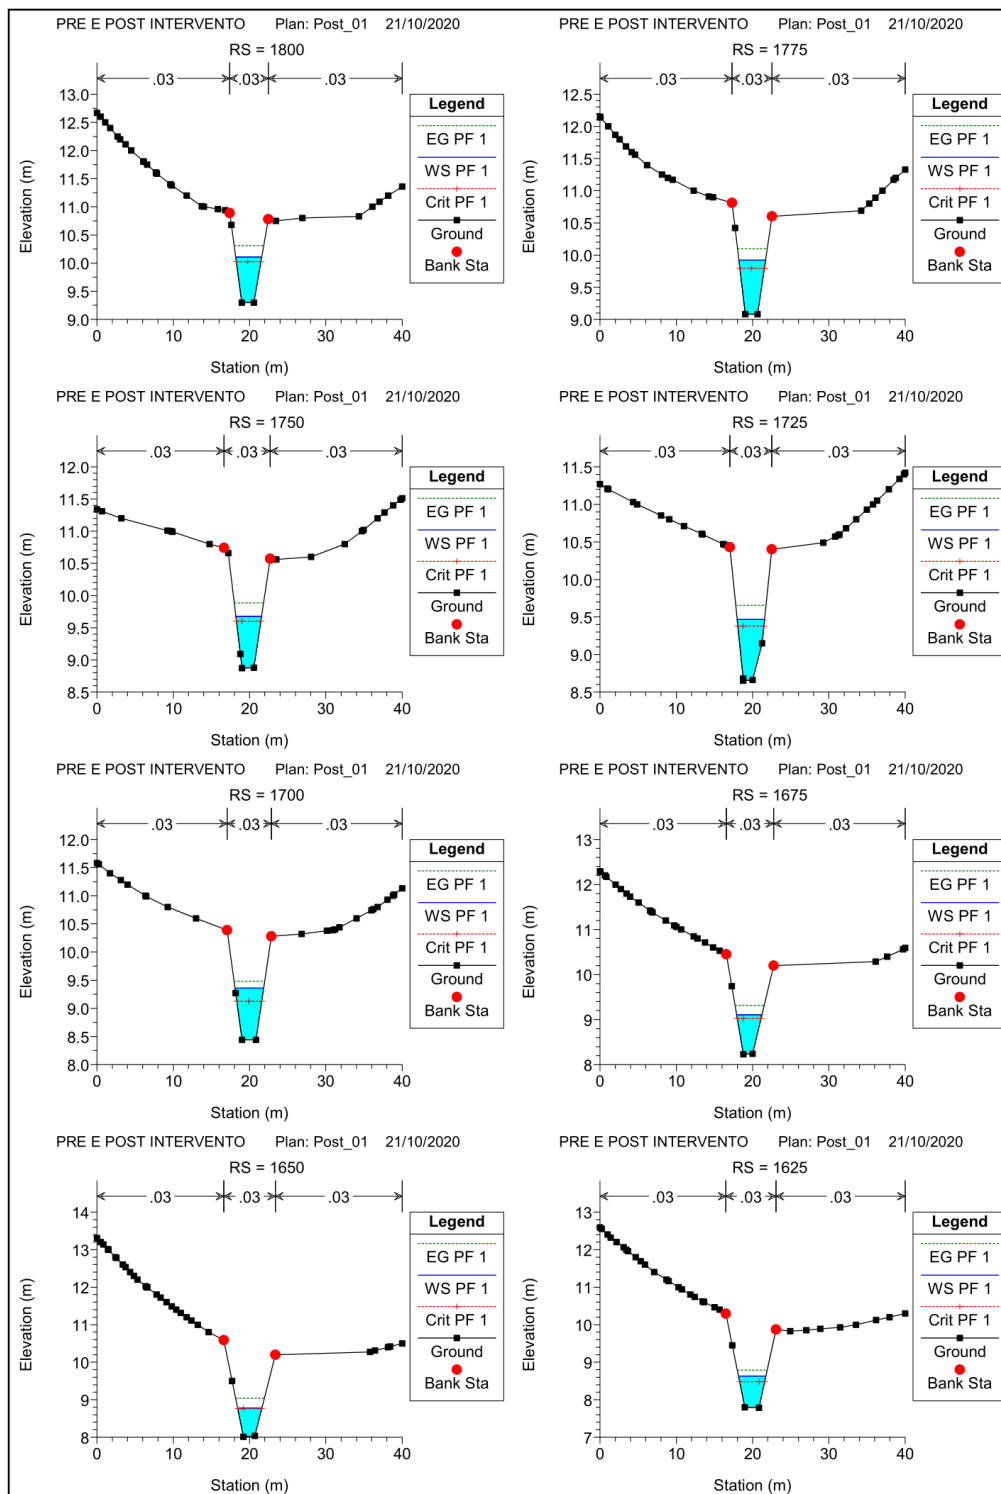 PRE E POST INTERVENTO Plan: Post_01 21/10/2020
RS = 1800
.03 .03 .03
13.0
12.5
12.0
11.5
11.0
10.5
10.0
9.5
9.0
Elevation (m)
0 10 20 30 40
Station (m)
Legend
EG PF 1
WS PF 1
Crit PF 1
Ground
Bank Sta
PRE E POST INTERVENTO Plan: Post_01 21/10/2020
RS = 1775
.03 .03 .03
12.5
12.0
11.5
11.0
10.5
10.0
9.5
9.0
Elevation (m)
0 10 20 30 40
Station (m)
Legend
EG PF 1
WS PF 1
Crit PF 1
Ground
Bank Sta
PRE E POST INTERVENTO Plan: Post_01 21/10/2020
RS = 1750
.03 .03 .03
12.0
11.5
11.0
10.5
10.0
9.5
9.0
8.5
Elevation (m)
0 10 20 30 40
Station (m)
Legend
EG PF 1
WS PF 1
Crit PF 1
Ground
Bank Sta
PRE E POST INTERVENTO Plan: Post_01 21/10/2020
RS = 1725
.03 .03 .03
11.5
11.0
10.5
10.0
9.5
9.0
8.5
Elevation (m)
0 10 20 30 40
Station (m)
Legend
EG PF 1
WS PF 1
Crit PF 1
Ground
Bank Sta
PRE E POST INTERVENTO Plan: Post_01 21/10/2020
RS = 1700
.03 .03 .03
12.0
11.5
11.0
10.5
10.0
9.5
9.0
8.5
8.0
Elevation (m)
0 10 20 30 40
Station (m)
Legend
EG PF 1
WS PF 1
Crit PF 1
Ground
Bank Sta
PRE E POST INTERVENTO Plan: Post_01 21/10/2020
RS = 1675
.03 .03 .03
13
12
11
10
9
8
Elevation (m)
0 10 20 30 40
Station (m)
Legend
EG PF 1
WS PF 1
Crit PF 1
Ground
Bank Sta
PRE E POST INTERVENTO Plan: Post_01 21/10/2020
RS = 1650
.03 .03 .03
14
13
12
11
10
9
8
Elevation (m)
0 10 20 30 40
Station (m)
Legend
EG PF 1
WS PF 1
Crit PF 1
Ground
Bank Sta
PRE E POST INTERVENTO Plan: Post_01 21/10/2020
RS = 1625
.03 .03 .03
13
12
11
10
9
8
7
Elevation (m)
0 10 20 30 40
Station (m)
Legend
EG PF 1
WS PF 1
Crit PF 1
Ground
Bank Sta